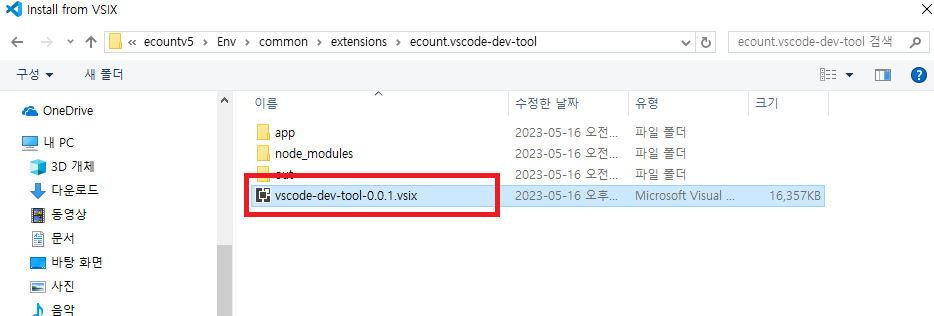 Install from VSIX
« ecountv5 > Env > common > extensions > ecount.vscode-dev-tool
ecount.vscode-dev-tool 검색
구성 새 폴더
OneDrive
내 PC
3D 개체
다운로드
동영상
문서
바탕 화면
사진
음악
이름 수정한 날짜 유형 크기
app 2023-05-16 오전... 파일 폴더
node_modules 2023-05-16 오전... 파일 폴더
out 2023-05-16 오전... 파일 폴더
vscode-dev-tool-0.0.1.vsix 2023-05-16 오후... Microsoft Visual ... 16,357KB